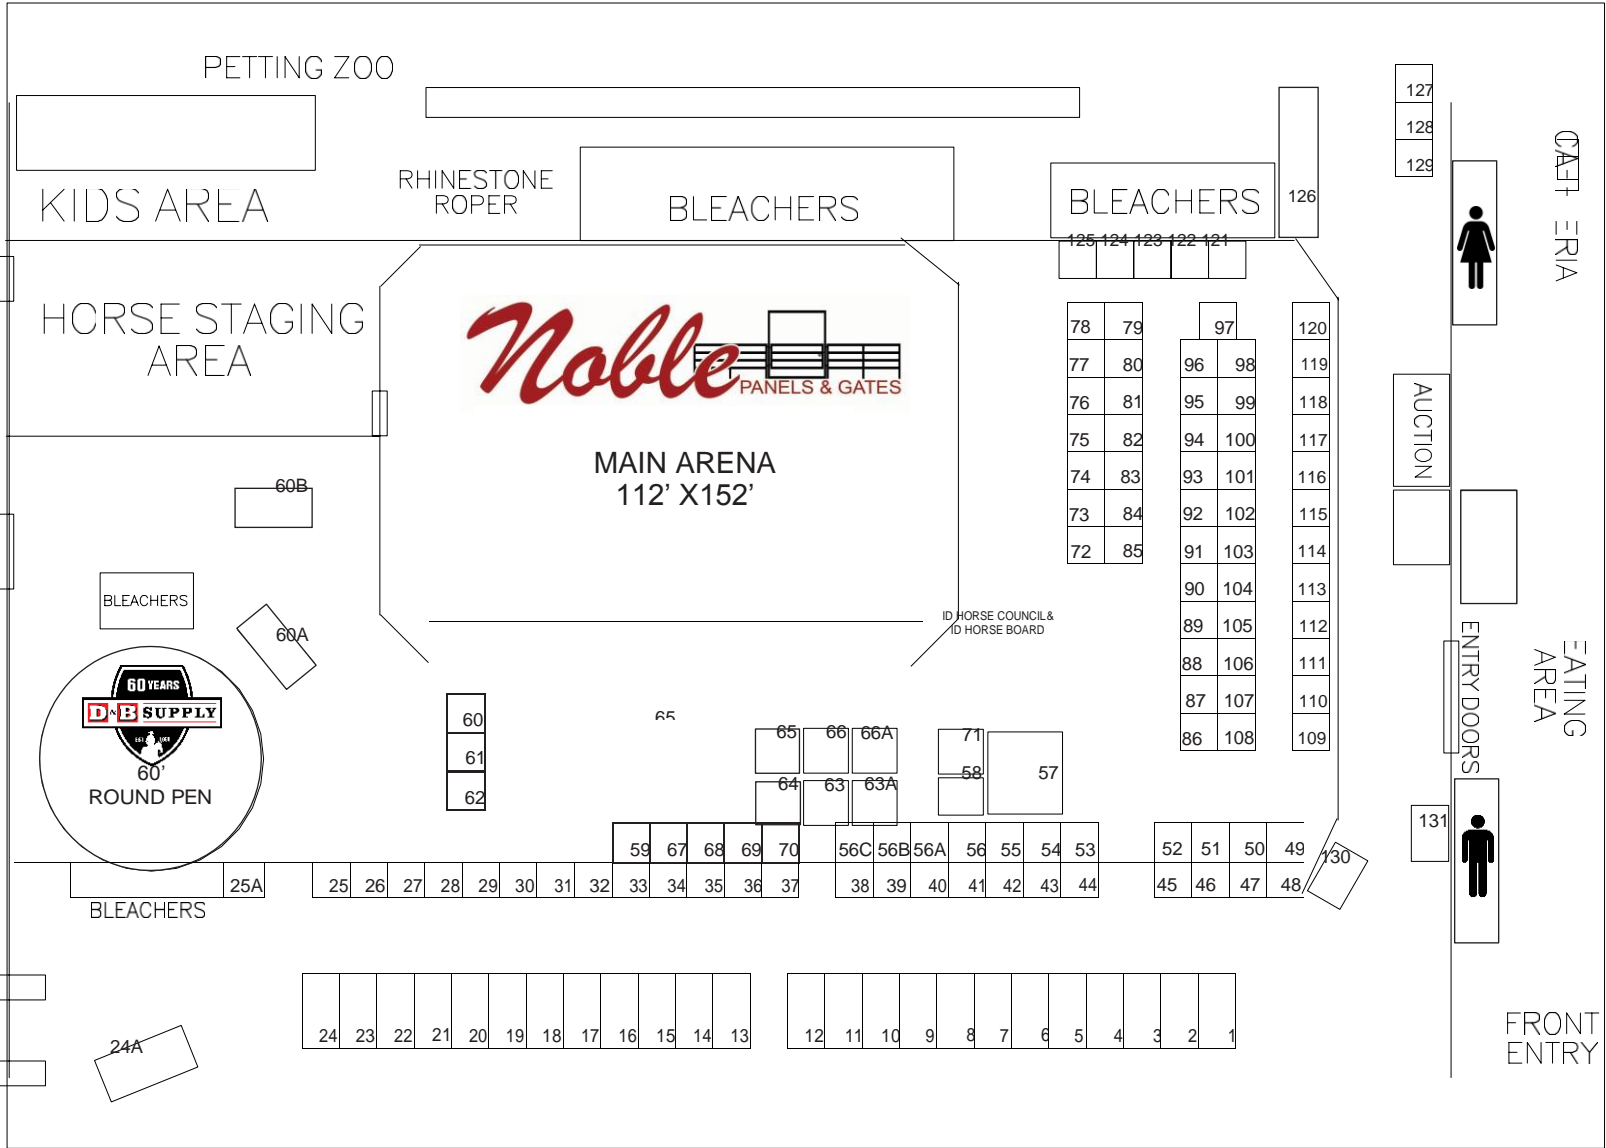 PETTING ZOO
127
128
129
CAFE ERIA
KIDS AREA
RHINESTONE
ROPER
BLEACHERS
BLEACHERS
126
125 124 123 122 121
HORSE STAGING
AREA
Noble
PANELS & GATES
MAIN ARENA
112' X152'
78 79 97 120
77 80 96 98 119
76 81 95 99 118
75 82 94 100 117
74 83 93 101 116
73 84 92 102 115
72 85 91 103 114
90 104 113
89 105 112
88 106 111
87 107 110
86 108 109
AUCTION
60B
BLEACHERS
60A
ID HORSE COUNCIL&
ID HORSE BOARD
ENTRY DOORS
EATING
AREA
60 YEARS
D&B SUPPLY
EST. 1959
60'
ROUND PEN
60
61
62
65
65 66 66A 71
64 63 63A 58 57
131
130
59 67 68 69 70 56C 56B 56A 56 55 54 53 52 51 50 49
25A 25 26 27 28 29 30 31 32 33 34 35 36 37 38 39 40 41 42 43 44 45 46 47 48
BLEACHERS
24 23 22 21 20 19 18 17 16 15 14 13 12 11 10 9 8 7 6 5 4 3 2 1
24A
FRONT
ENTRY